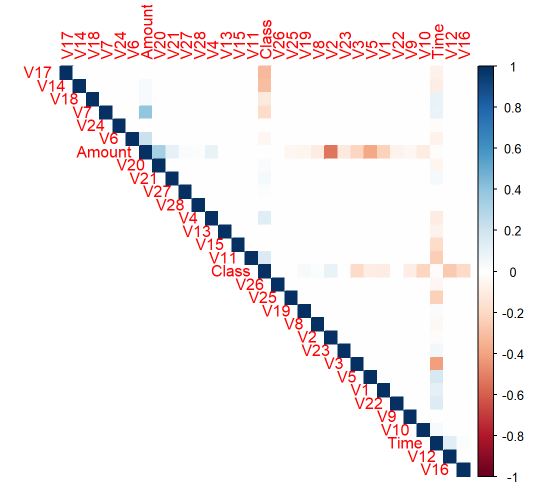 V17 V14 V18 V7 V24 V6 Amount V20 V21 V27 V28 V4 V13 V15 V11 Class V26 V25 V19 V8 V2 V23 V3 V5 V1 V22 V9 V10 Time V12 V16
V17
V14
V18
V7
V24
V6
Amount
V20
V21
V27
V28
V4
V13
V15
V11
Class
V26
V25
V19
V8
V2
V23
V3
V5
V1
V22
V9
V10
Time
V12
V16
1
0.8
0.6
0.4
0.2
0
-0.2
-0.4
-0.6
-0.8
-1